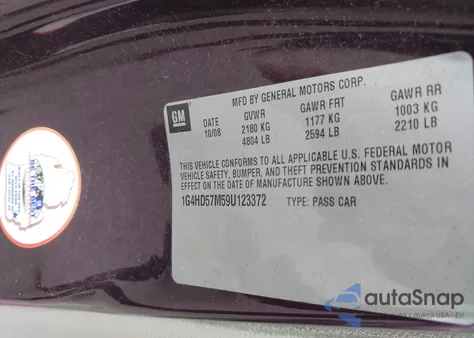 MFD BY GENERAL MOTORS CORP.
GM
DATE GVWR GAWR FRT GAWR RR
10/08 2180 KG 1177 KG 1003 KG
4804 LB 2594 LB 2210 LB
THIS VEHICLE CONFORMS TO ALL APPLICABLE U.S. FEDERAL MOTOR
VEHICLE SAFETY, BUMPER, AND THEFT PREVENTION STANDARDS IN
EFFECT ON THE DATE OF MANUFACTURE SHOWN ABOVE.
1G4HD57M59U123372 TYPE: PASS CAR
autoSnap
USA - EU